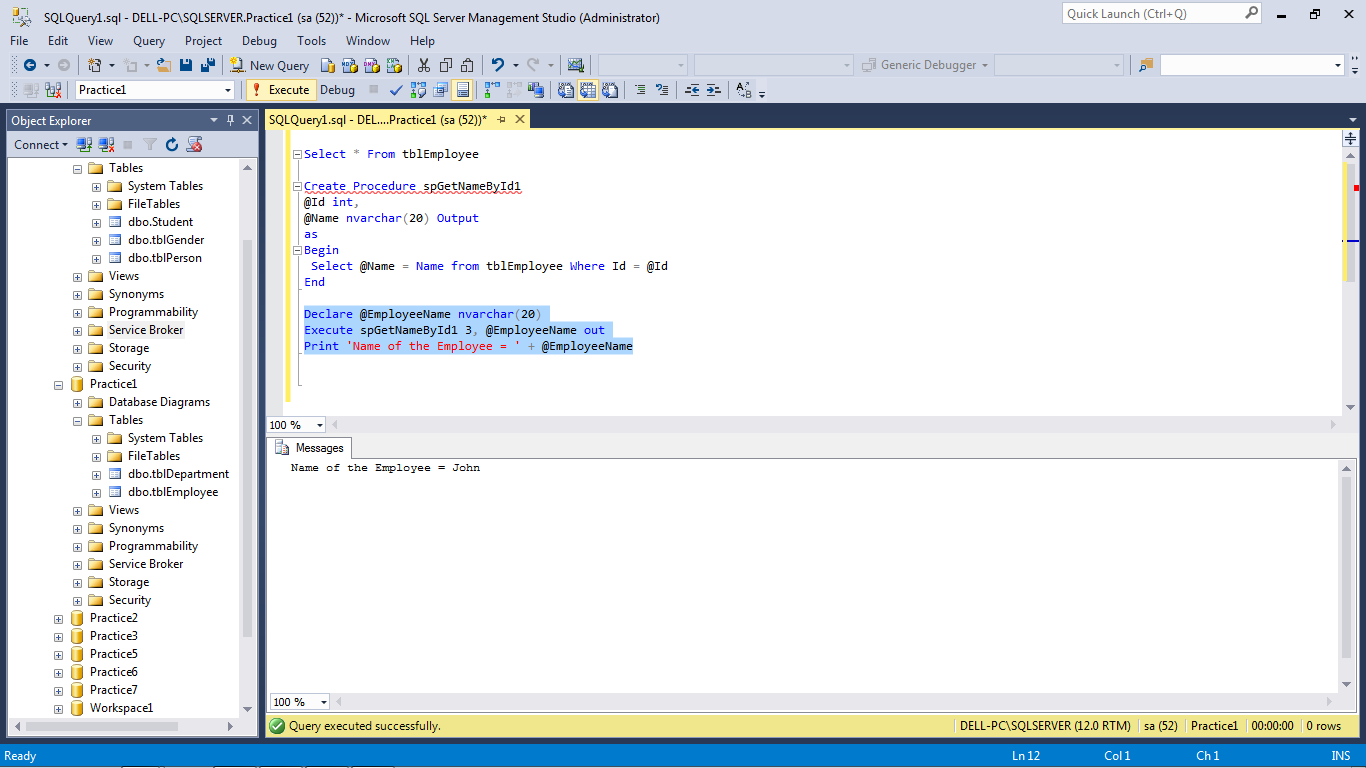 SQLQuery1.sql - DELL-PC\SQLSERVER.Practice1 (sa (52))* - Microsoft SQL Server Management Studio (Administrator)
Quick Launch (Ctrl+Q)
File Edit View Query Project Debug Tools Window Help
New Query
Generic Debugger
Practice1
Execute Debug
Object Explorer
Connect
Tables
System Tables
FileTables
dbo.Student
dbo.tblGender
dbo.tblPerson
Views
Synonyms
Programmability
Service Broker
Storage
Security
Practice1
Database Diagrams
Tables
System Tables
FileTables
dbo.tblDepartment
dbo.tblEmployee
Views
Synonyms
Programmability
Service Broker
Storage
Security
Practice2
Practice3
Practice5
Practice6
Practice7
Workspace1
SQLQuery1.sql - DEL....Practice1 (sa (52))*
Select * From tblEmployee
Create Procedure spGetNameById1
@Id int,
@Name nvarchar(20) Output
as
Begin
Select @Name = Name from tblEmployee Where Id = @Id
End
Declare @EmployeeName nvarchar(20)
Execute spGetNameById1 3, @EmployeeName out
Print 'Name of the Employee = ' + @EmployeeName
100 %
Messages
Name of the Employee = John
100 %
Query executed successfully.
DELL-PC\SQLSERVER (12.0 RTM) sa (52) Practice1 00:00:00 0 rows
Ready
Ln 12 Col 1 Ch 1 INS